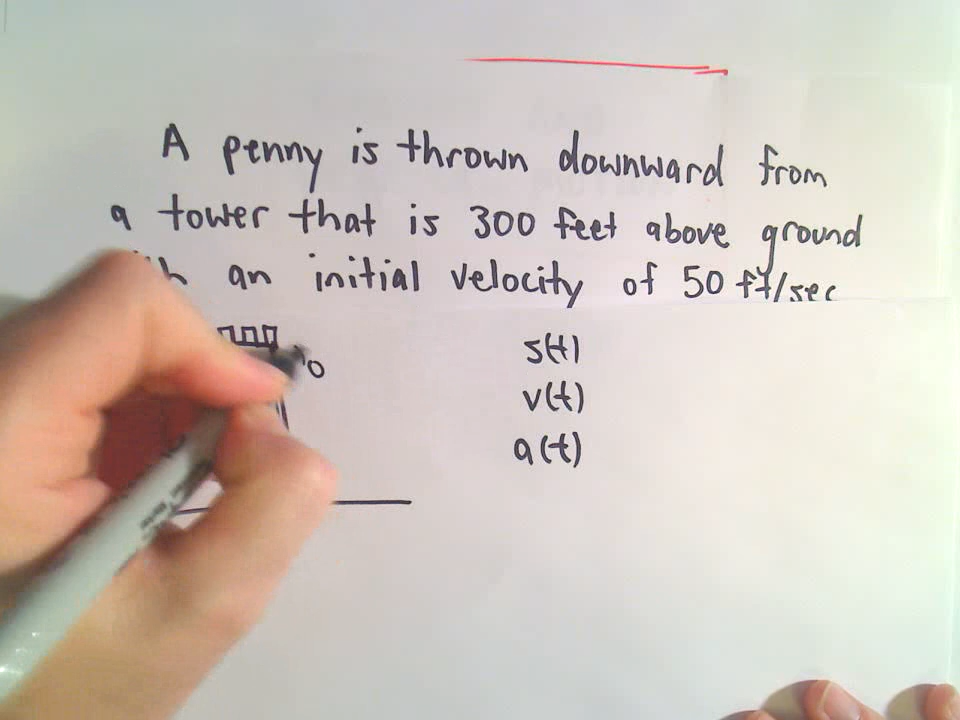 A penny is thrown downward from
a tower that is 300 feet above ground
an initial velocity of 50 ft/sec
s(t)
v(t)
a(t)